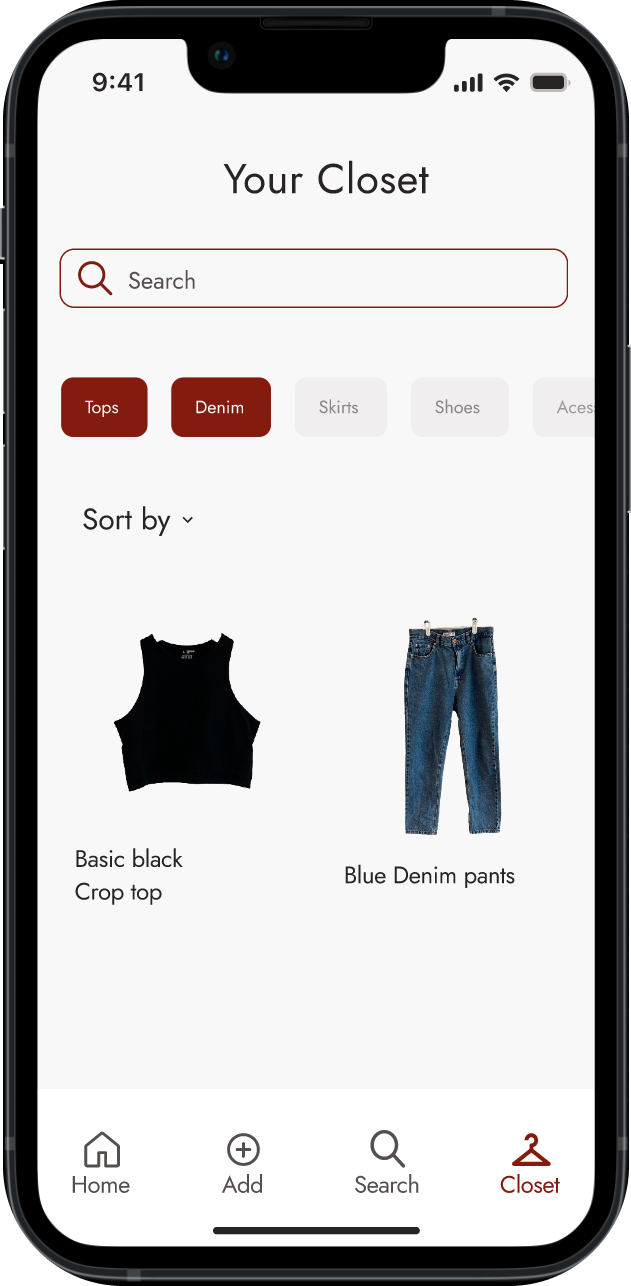 9:41
Your Closet
Search
Tops Denim Skirts Shoes Aces
Sort by
Basic black
Crop top
Blue Denim pants
Home Add Search Closet